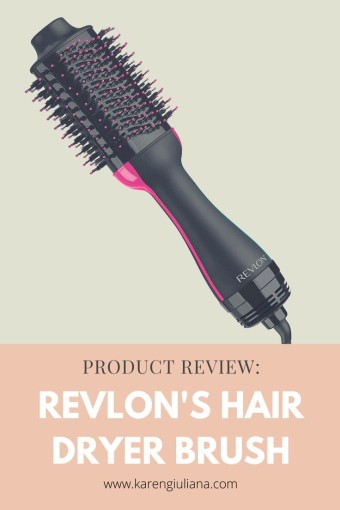 REVLON
PRODUCT REVIEW:
REVLON'S HAIR
DRYER BRUSH
www.karengiuliana.com